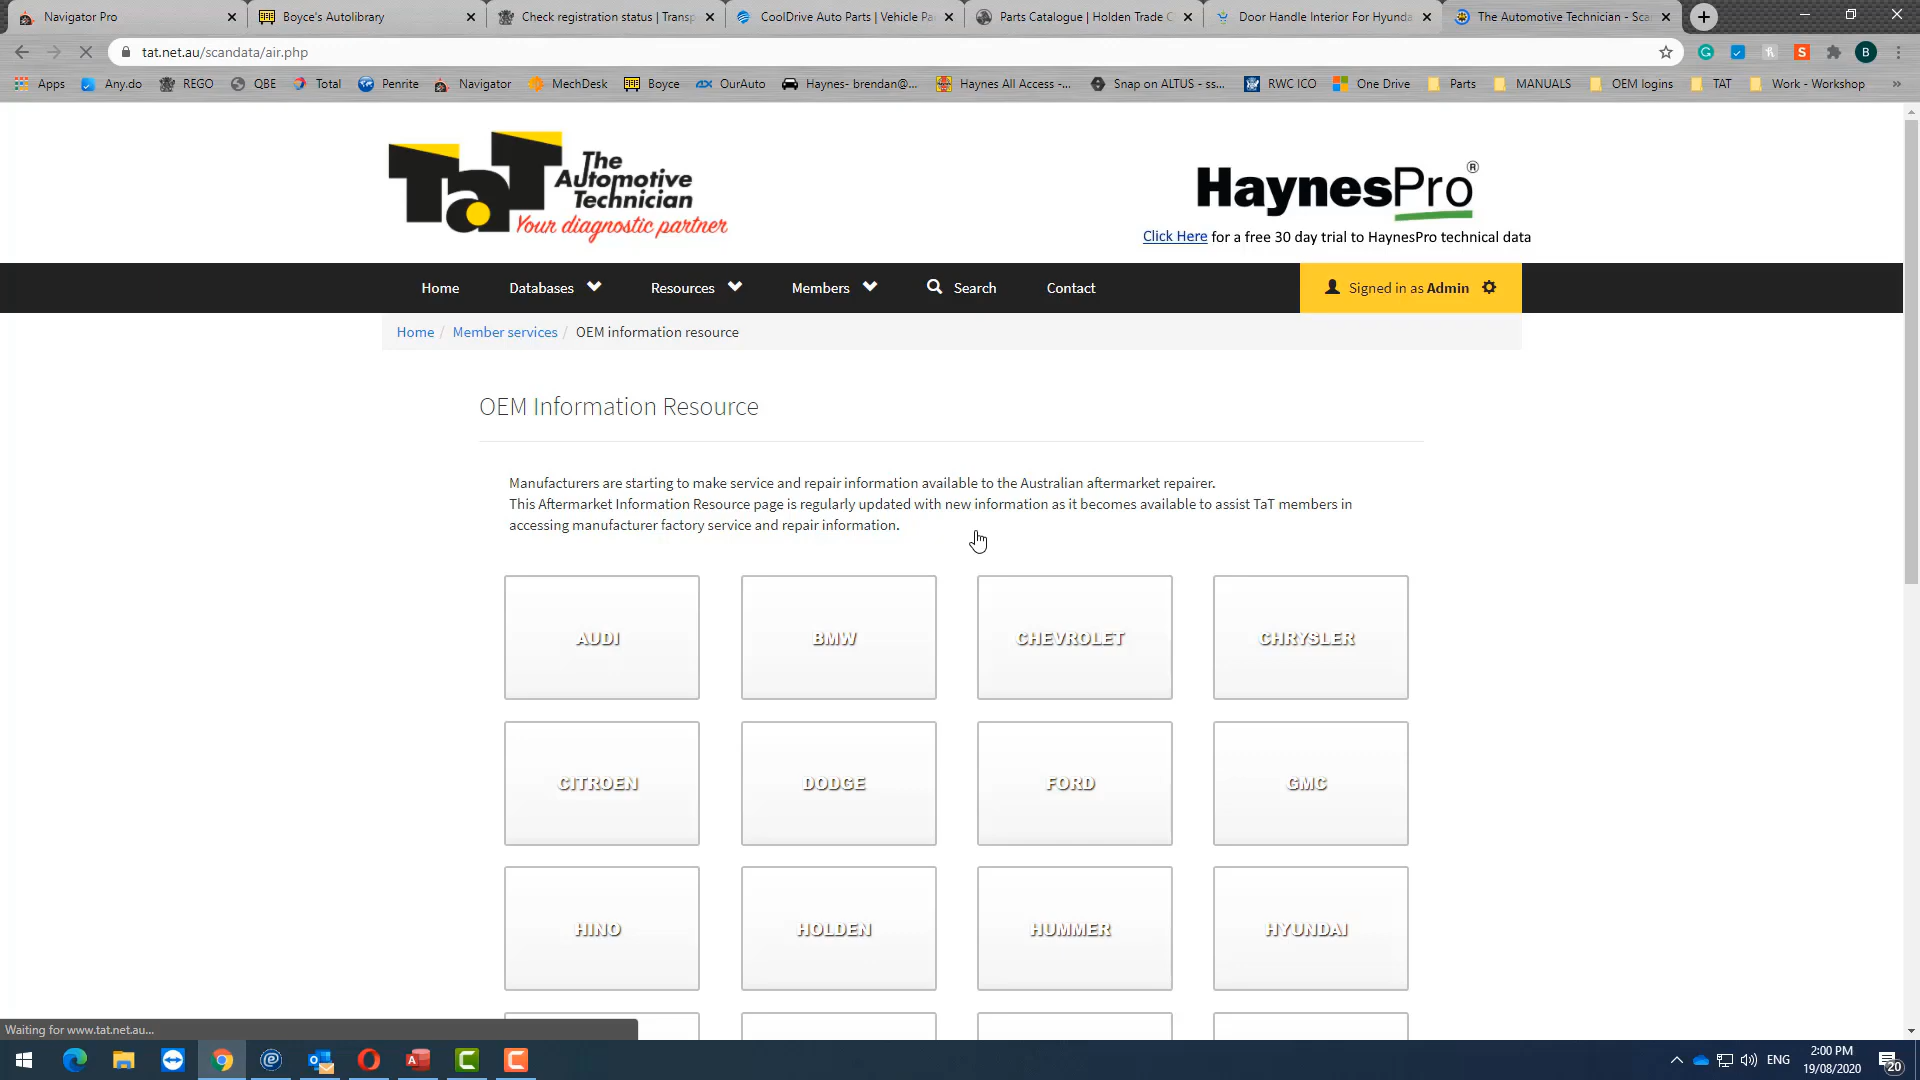 Navigator Pro
Boyce's Autolibrary
Check registration status | Transp
CoolDrive Auto Parts | Vehicle Pa
Parts Catalogue | Holden Trade C
Door Handle Interior For Hyunda
The Automotive Technician - Sca
tat.net.au/scandata/air.php
B
Apps
Any.do
REGO
QBE
Total
Penrite
Navigator
MechDesk
Boyce
OurAuto
Haynes- brendan@...
Haynes All Access -...
Snap on ALTUS - ss...
RWC ICO
One Drive
Parts
MANUALS
OEM logins
TAT
Work - Workshop
TaT The Automotive Technician
Your diagnostic partner
HaynesPro®
Click Here for a free 30 day trial to HaynesPro technical data
Home
Databases
Resources
Members
Search
Contact
Signed in as Admin
Home / Member services / OEM information resource
OEM Information Resource
Manufacturers are starting to make service and repair information available to the Australian aftermarket repairer.
This Aftermarket Information Resource page is regularly updated with new information as it becomes available to assist TaT members in
accessing manufacturer factory service and repair information.
AUDI
BMW
CHEVROLET
CHRYSLER
CITROEN
DODGE
FORD
GMC
HINO
HOLDEN
HUMMER
HYUNDAI
Waiting for www.tat.net.au...
ENG
2:00 PM
19/08/2020
20